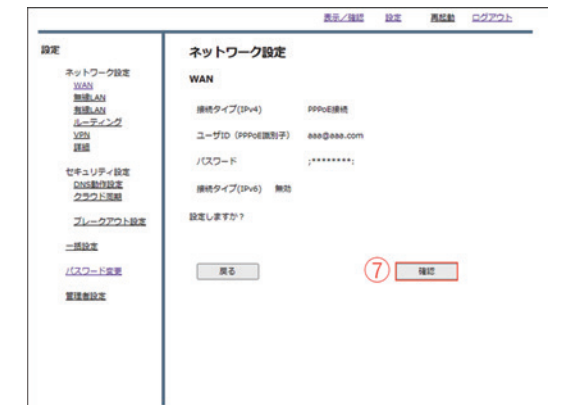 表示/確認 設定 再起動 ログアウト
設定
ネットワーク設定
WAN
無線LAN
有線LAN
ルーティング
VPN
詳細
セキュリティ設定
DNS動作設定
クラウド連携
ブレークアウト設定
一括設定
パスワード変更
管理者設定
ネットワーク設定
WAN
接続タイプ(IPv4) PPPoE接続
ユーザID(PPPoE識別子) aaa@aaa.com
パスワード :********:
接続タイプ(IPv6) 無効
設定しますか?
戻る ⑦ 確認